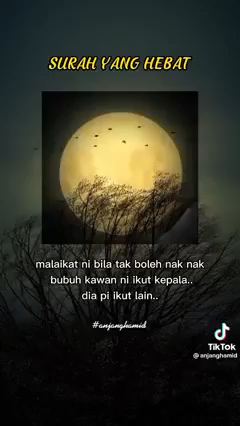 SURAH YANG HEBAT
malaikat ni bila tak boleh nak nak
bubuh kawan ni ikut kepala..
dia pi ikut lain..
#anjanghamid
TikTok
@anjanghamid